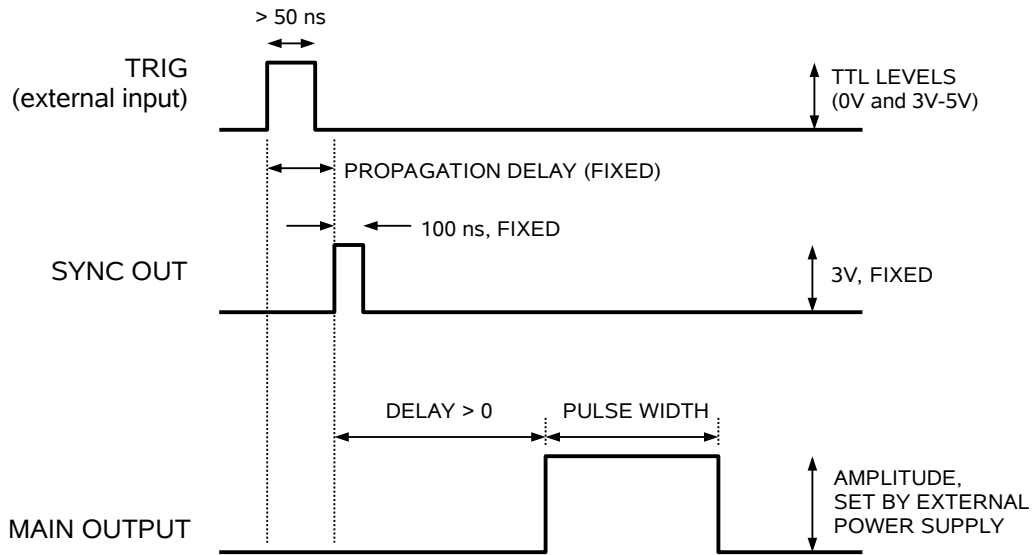 > 50 ns
TRIG
(external input)
TTL LEVELS
(0V and 3V-5V)
PROPAGATION DELAY (FIXED)
100 ns, FIXED
SYNC OUT
3V, FIXED
DELAY > 0
PULSE WIDTH
MAIN OUTPUT
AMPLITUDE,
SET BY EXTERNAL
POWER SUPPLY